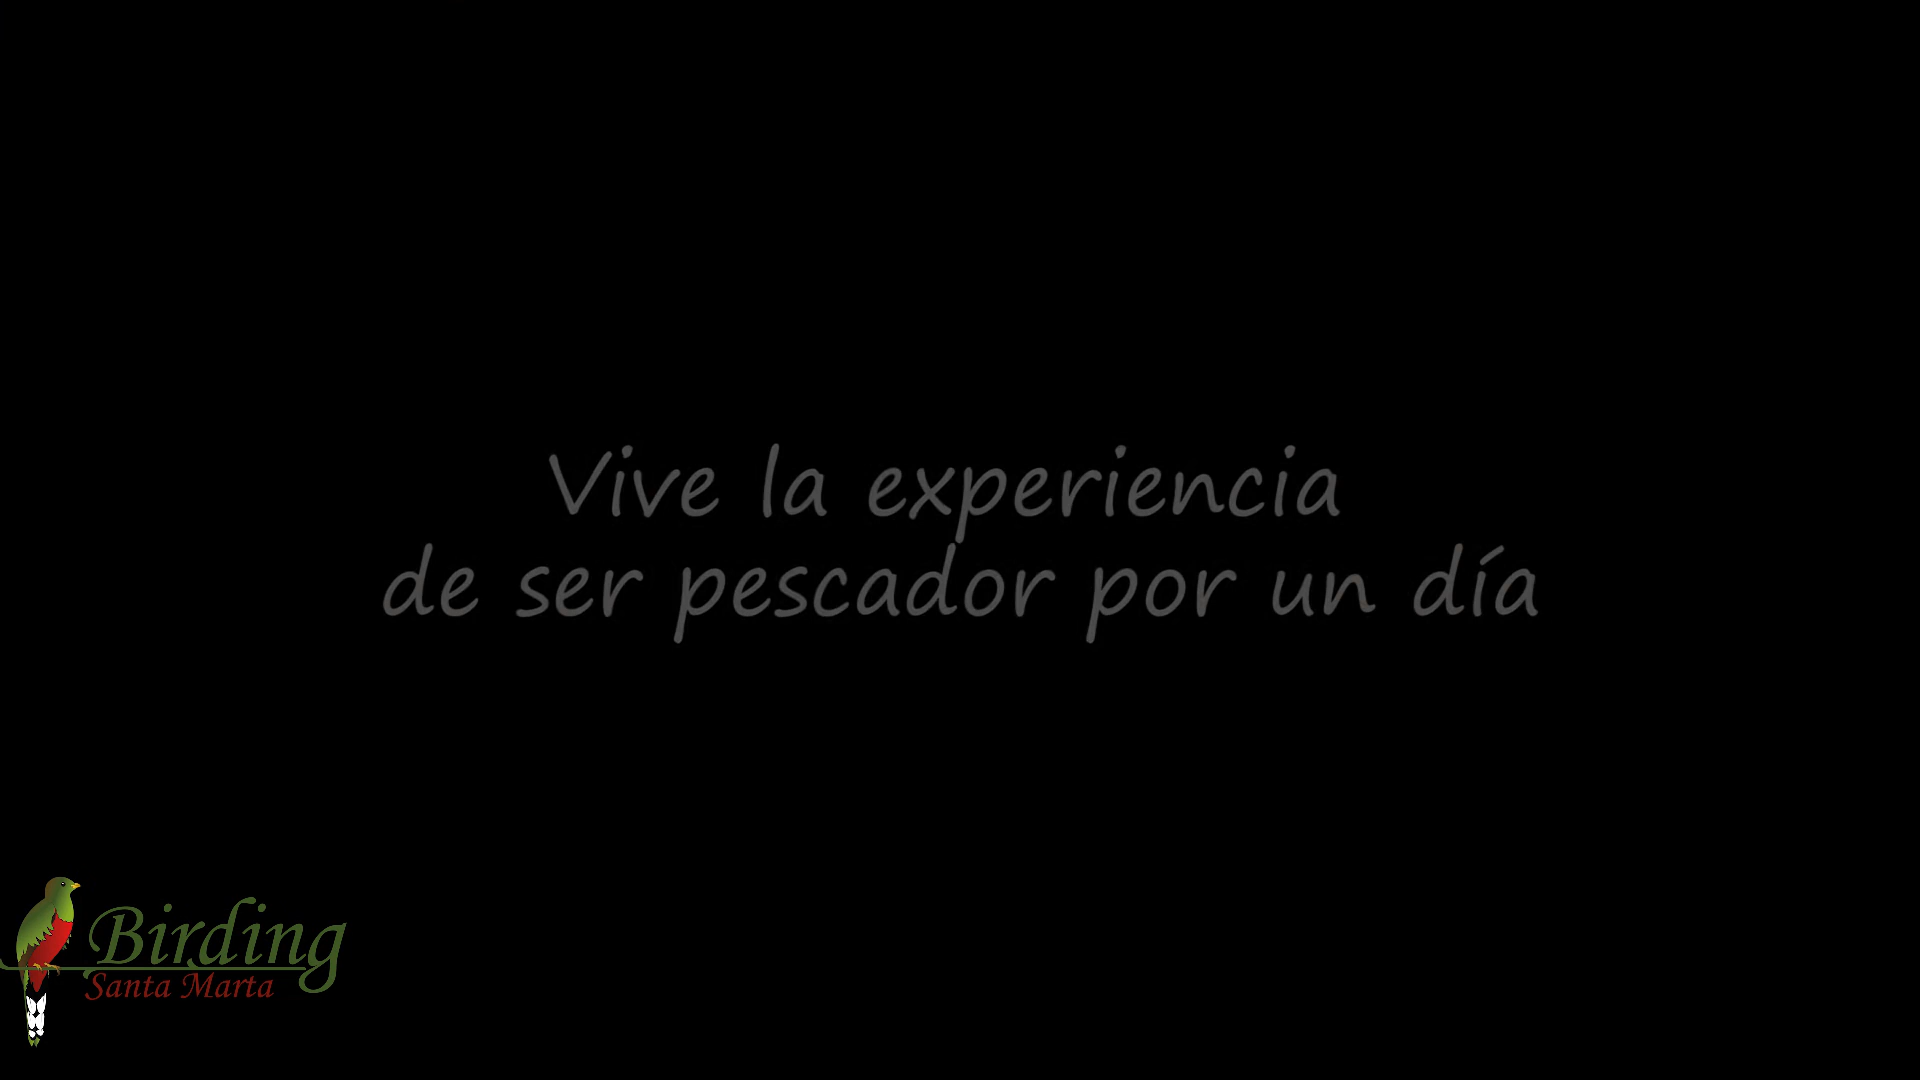 Vive la experiencia
de ser pescador por un día
Birding
Santa Marta